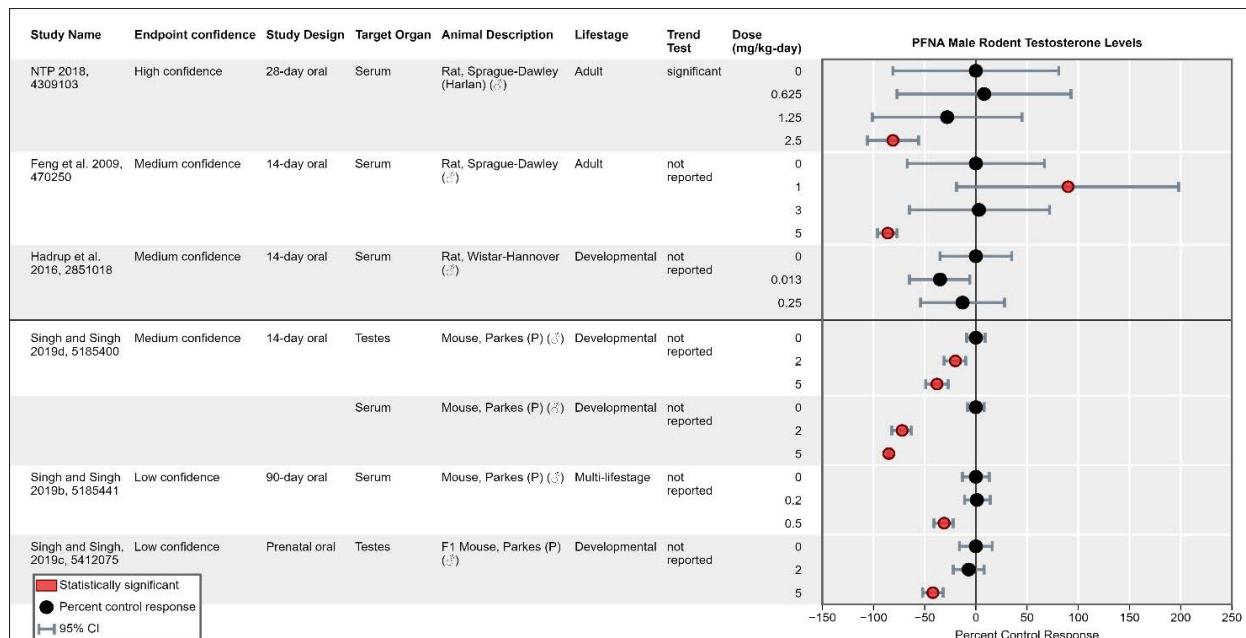 Study Name Endpoint confidence Study Design Target Organ Animal Description Lifestage Trend Test Dose (mg/kg-day)
PFNA Male Rodent Testosterone Levels
NTP 2018, High confidence 28-day oral Serum Rat, Sprague-Dawley Adult significant 0
4309103 (Harlan) (♂)
0.625
1.25
2.5
Feng et al. 2009, Medium confidence 14-day oral Serum Rat, Sprague-Dawley Adult not 0
470250 (♂) reported
1
3
5
Hadrup et al. Medium confidence 14-day oral Serum Rat, Wistar-Hannover Developmental not 0
2016, 2851018 (♂) reported
0.013
0.25
Singh and Singh Medium confidence 14-day oral Testes Mouse, Parkes (P) (♂) Developmental not 0
2019d, 5185400 reported
2
5
Serum Mouse, Parkes (P) (♂) Developmental not 0
reported
2
5
Singh and Singh Low confidence 90-day oral Serum Mouse, Parkes (P) (♂) Multi-lifestage not 0
2019b, 5185441 reported
0.2
0.5
Singh and Singh, Low confidence Prenatal oral Testes F1 Mouse, Parkes (P) Developmental not 0
2019c, 5412075 (♂) reported
2
5
Statistically significant
Percent control response
95% CI
−150 −100 −50 0 50 100 150 200 250
Percent Control Response